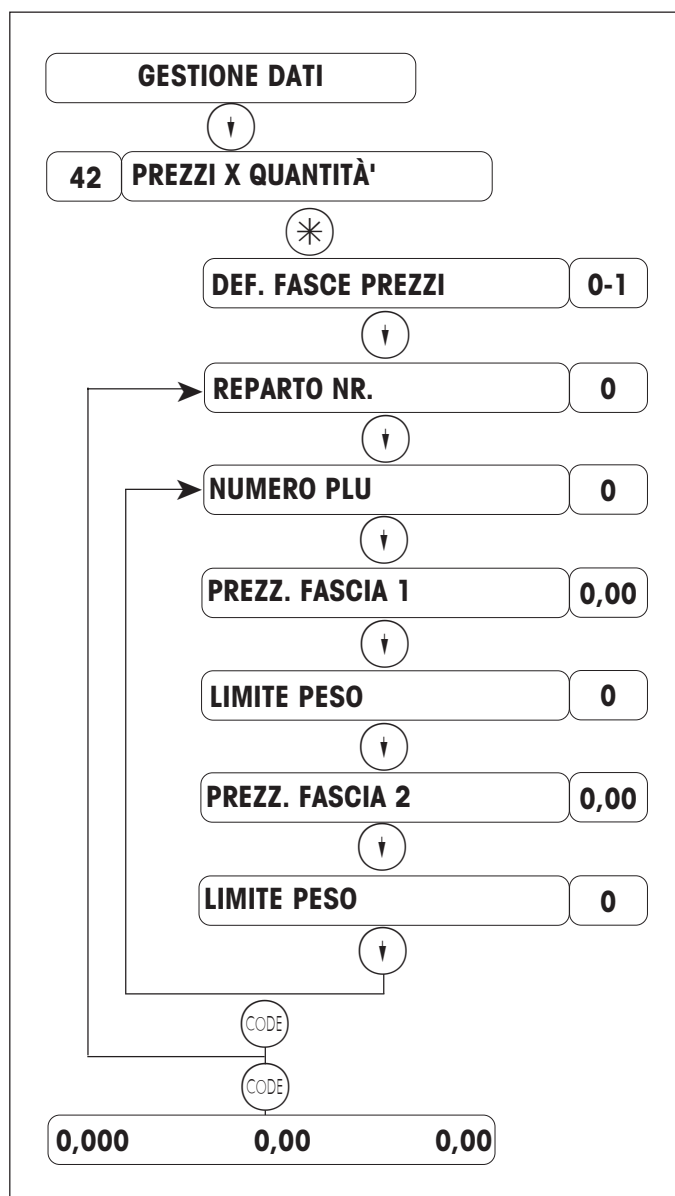 GESTIONE DATI
42 PREZZI X QUANTITÀ'
DEF. FASCE PREZZI 0-1
REPARTO NR. 0
NUMERO PLU 0
PREZZ. FASCIA 1 0,00
LIMITE PESO 0
PREZZ. FASCIA 2 0,00
LIMITE PESO 0
CODE
CODE
0,000 0,00 0,00